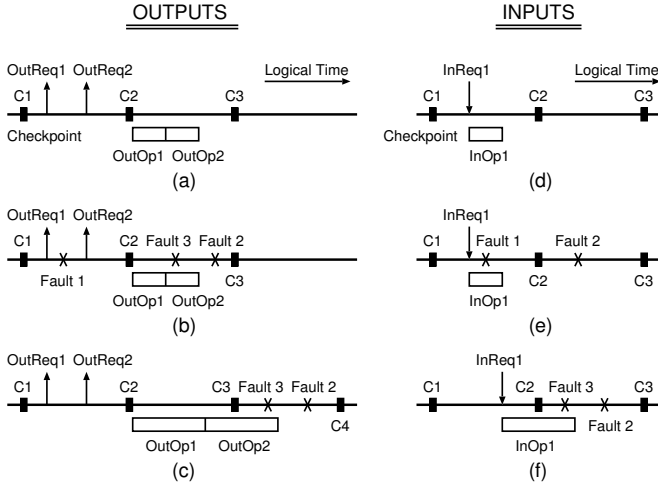 OUTPUTS
OutReq1 OutReq2
Logical Time
C1 C2 C3
Checkpoint
OutOp1 OutOp2
(a)
OutReq1 OutReq2
C1 C2 Fault 3 Fault 2
Fault 1 C3
OutOp1 OutOp2
(b)
OutReq1 OutReq2
C1 C2 C3 Fault 3 Fault 2
C4
OutOp1 OutOp2
(c)
INPUTS
InReq1 Logical Time
C1 C2 C3
Checkpoint
InOp1
(d)
InReq1
C1 Fault 1 Fault 2
C2 C3
InOp1
(e)
InReq1
C1 C2 Fault 3 C3
InOp1 Fault 2
(f)